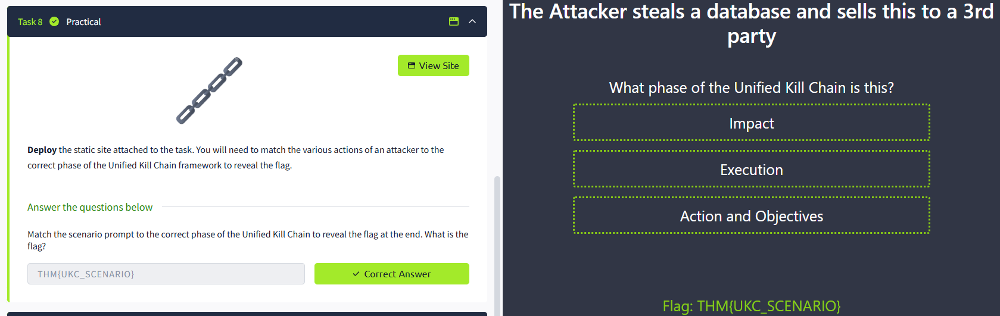 Task 8 Practical
View Site
Deploy the static site attached to the task. You will need to match the various actions of an attacker to the
correct phase of the Unified Kill Chain framework to reveal the flag.
Answer the questions below
Match the scenario prompt to the correct phase of the Unified Kill Chain to reveal the flag at the end. What is the
flag?
THM{UKC_SCENARIO}
Correct Answer
The Attacker steals a database and sells this to a 3rd
party
What phase of the Unified Kill Chain is this?
Impact
Execution
Action and Objectives
Flag: THM{UKC_SCENARIO}